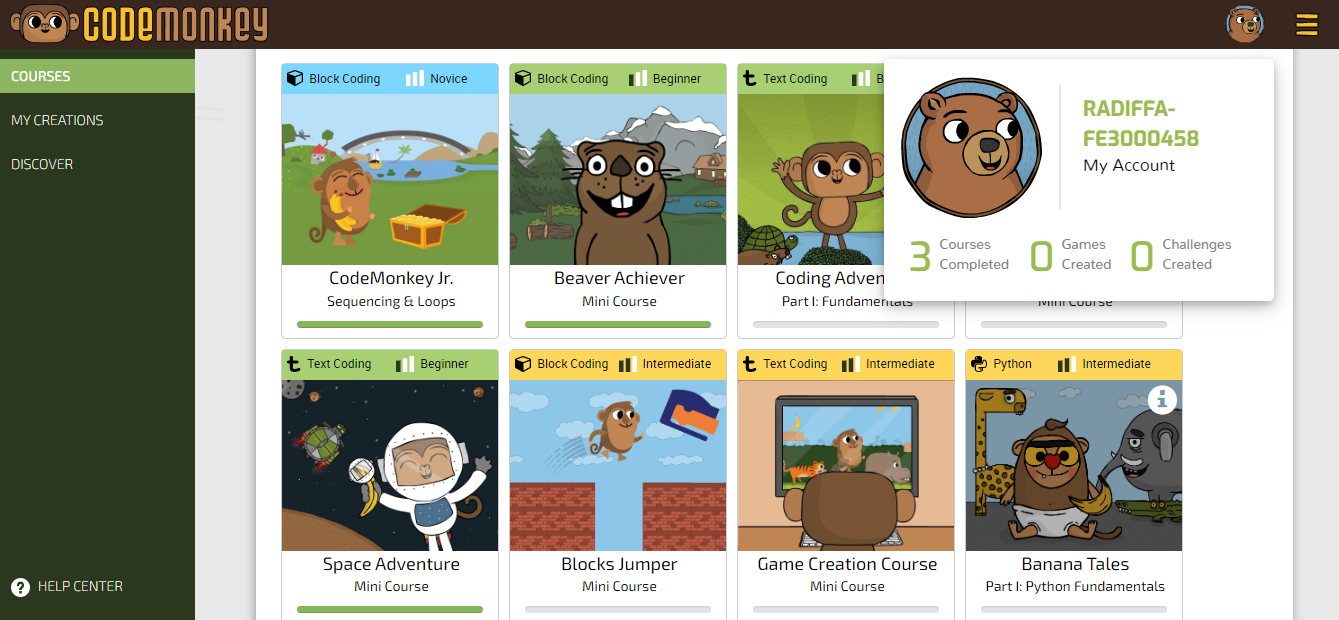 CODEMONKEY
COURSES
MY CREATIONS
DISCOVER
HELP CENTER
RADIFFA-
FE3000458
My Account
3 Courses Completed
0 Games Created
0 Challenges Created
Block Coding Novice
CodeMonkey Jr.
Sequencing & Loops
Block Coding Beginner
Beaver Achiever
Mini Course
Text Coding B
Coding Adven
Part I: Fundamentals
Mini Course
Text Coding Beginner
Space Adventure
Mini Course
Block Coding Intermediate
Blocks Jumper
Mini Course
Text Coding Intermediate
Game Creation Course
Mini Course
Python Intermediate
Banana Tales
Part I: Python Fundamentals